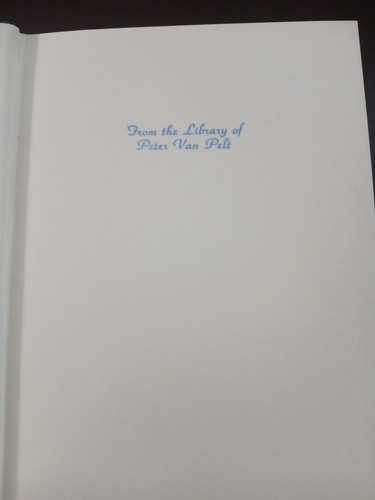 From the Library of
Peter Van Pelt